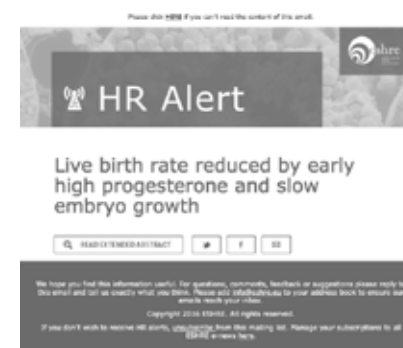 Please click HERE if you can't read the content of this email.
eshre
HR Alert
Live birth rate reduced by early
high progesterone and slow
embryo growth
READ EXTENDED ABSTRACT
f
We hope you find this information useful. For questions, comments, feedback or suggestions please reply to
this email and tell us exactly what you think. Please add info@eshre.eu to your address book to ensure our
emails reach your inbox.
Copyright 2016 ESHRE. All rights reserved.
If you don't wish to receive HR alerts, unsubscribe from this mailing list. Manage your subscriptions to all
ESHRE e-news here.